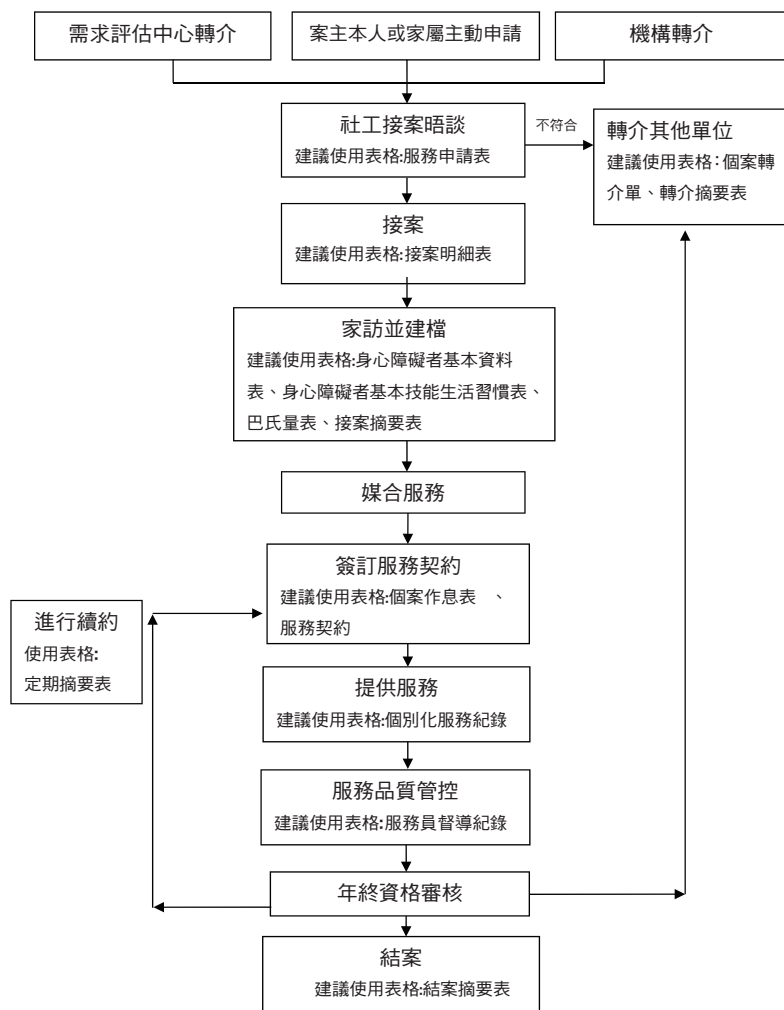 需求評估中心轉介
案主本人或家屬主動申請
機構轉介
社工接案晤談
建議使用表格:服務申請表
不符合
轉介其他單位
建議使用表格：個案轉
介單、轉介摘要表
接案
建議使用表格:接案明細表
家訪並建檔
建議使用表格:身心障礙者基本資料
表、身心障礙者基本技能生活習慣表、
巴氏量表、接案摘要表
媒合服務
簽訂服務契約
建議使用表格:個案作息表 、
服務契約
進行續約
使用表格:
定期摘要表
提供服務
建議使用表格:個別化服務紀錄
服務品質管控
建議使用表格:服務員督導紀錄
年終資格審核
結案
建議使用表格:結案摘要表